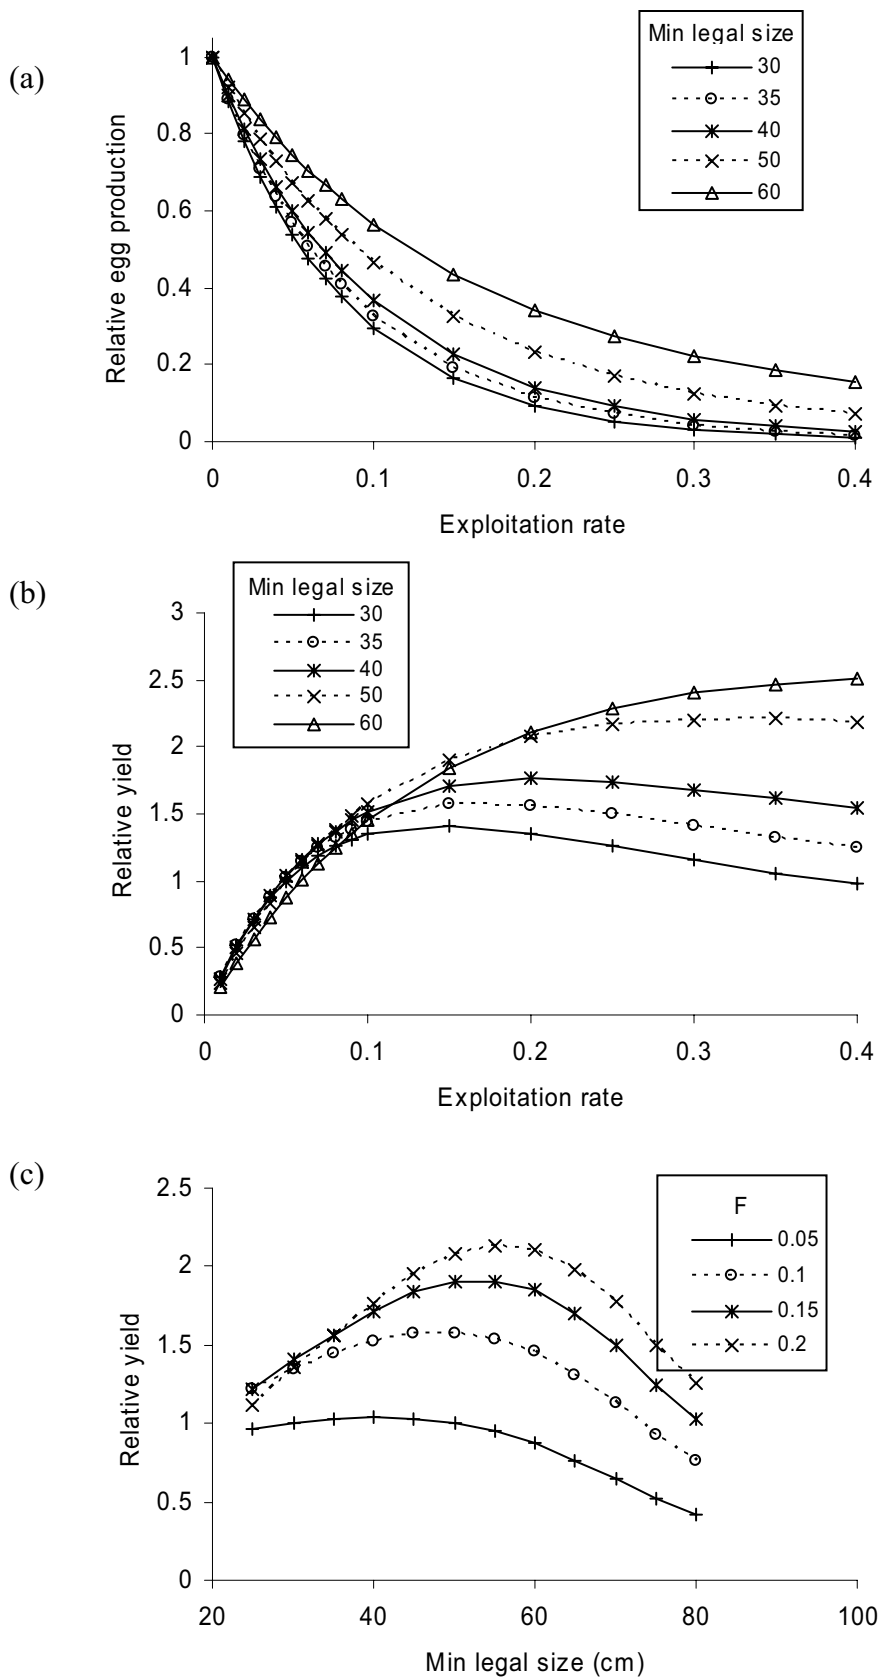 (a)
Min legal size
30
35
40
50
60
1
0.8
0.6
0.4
0.2
0
Relative egg production
0 0.1 0.2 0.3 0.4
Exploitation rate
(b)
Min legal size
30
35
40
50
60
3
2.5
2
1.5
1
0.5
0
Relative yield
0 0.1 0.2 0.3 0.4
Exploitation rate
(c)
F
0.05
0.1
0.15
0.2
2.5
2
1.5
1
0.5
0
Relative yield
20 40 60 80 100
Min legal size (cm)